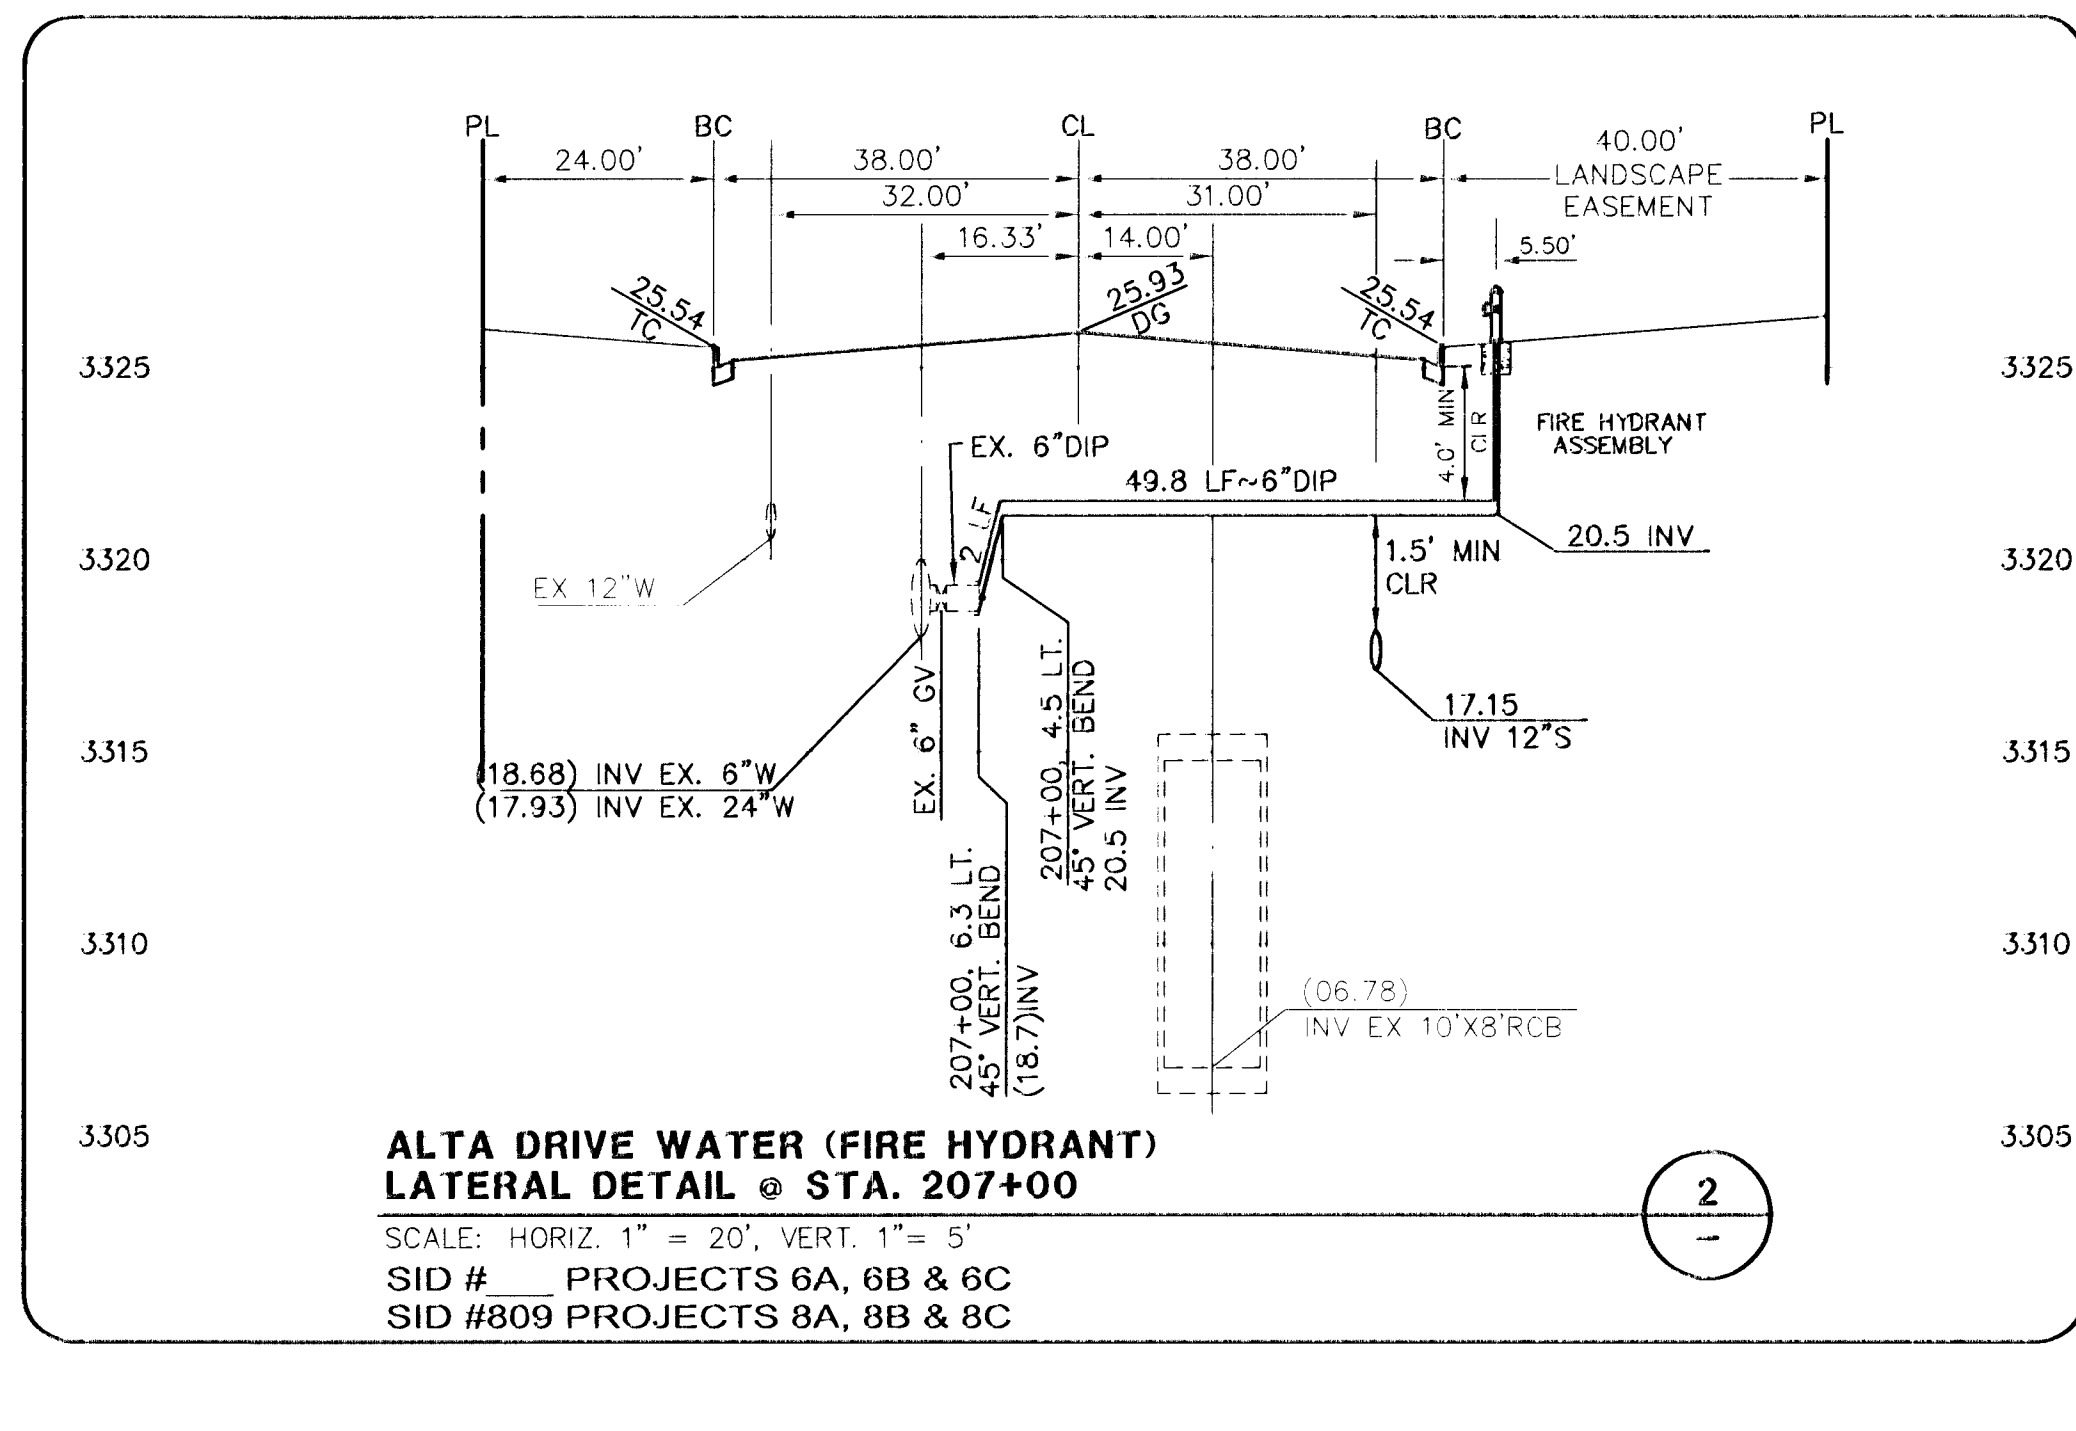 PL
BC
CL
BC
PL
24.00'
38.00'
38.00'
40.00'
LANDSCAPE
EASEMENT
32.00'
31.00'
16.33'
14.00'
5.50'
25.54
TC
25.93
DG
25.54
TC
3325
3325
4.0' MIN
CLR
FIRE HYDRANT
ASSEMBLY
EX. 6"DIP
49.8 LF~6"DIP
2 LF
20.5 INV
3320
3320
1.5' MIN
CLR
EX 12"W
EX. 6" GV
207+00, 4.5 LT.
45° VERT. BEND
20.5 INV
17.15
INV 12"S
3315
3315
(18.68) INV EX. 6"W
(17.93) INV EX. 24"W
207+00, 6.3 LT.
45° VERT. BEND
(18.7)INV
3310
3310
(06.78)
INV EX 10'X8'RCB
3305
3305
ALTA DRIVE WATER (FIRE HYDRANT)
LATERAL DETAIL @ STA. 207+00
2
–
SCALE: HORIZ. 1" = 20', VERT. 1"= 5'
SID #____ PROJECTS 6A, 6B & 6C
SID #809 PROJECTS 8A, 8B & 8C